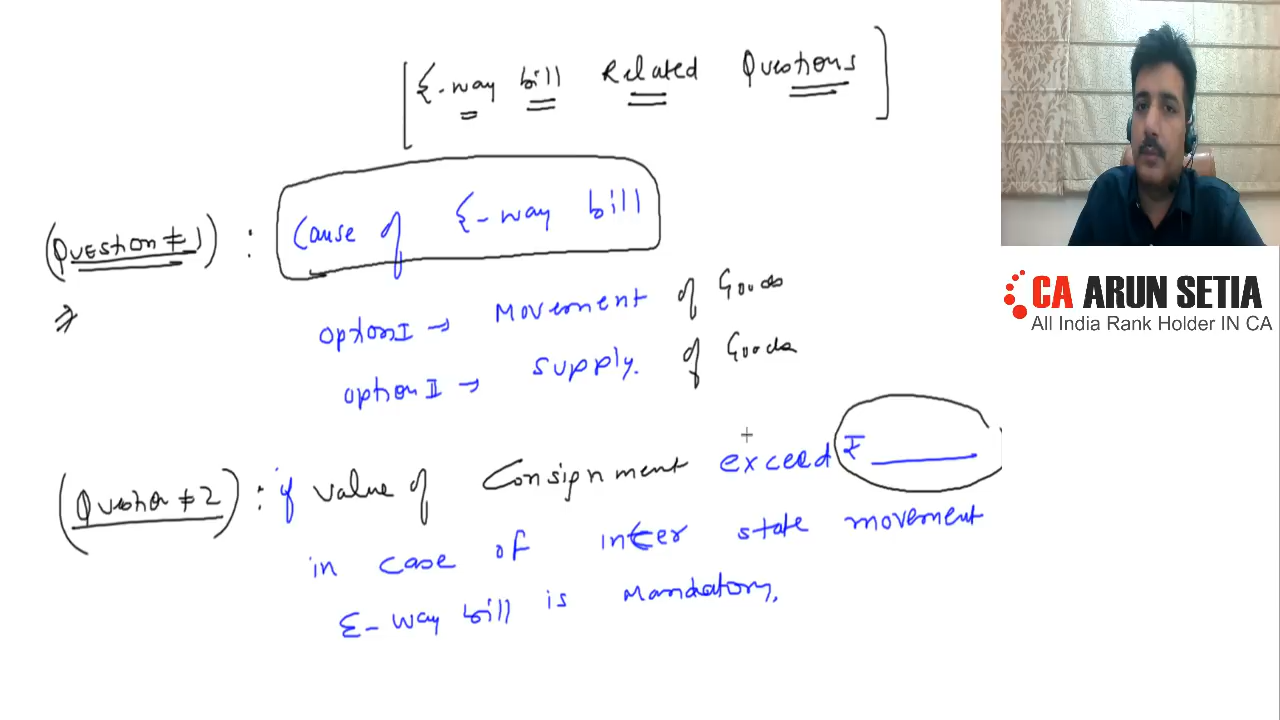 [E-way bill Related Questions]
(Question #1) : Cause of E-way bill
option I → Movement of Goods
option II → supply. of Goods
(Question #2) : if value of Consignment exceed ₹ ______
in case of inter state movement
E-way bill is Mandatory.
CA ARUN SETIA
All India Rank Holder IN CA